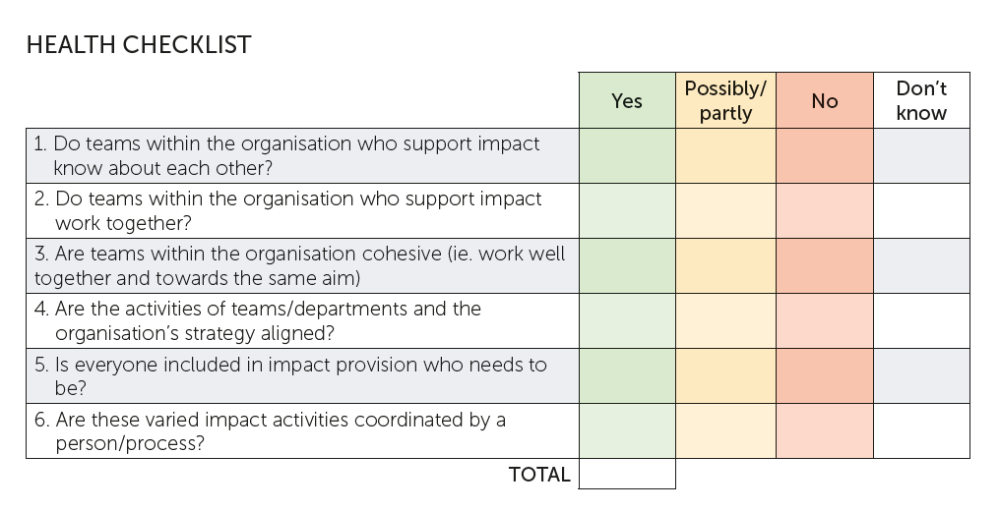 HEALTH CHECKLIST
Yes
Possibly/
partly
No
Don't
know
1. Do teams within the organisation who support impact
know about each other?
2. Do teams within the organisation who support impact
work together?
3. Are teams within the organisation cohesive (ie. work well
together and towards the same aim)
4. Are the activities of teams/departments and the
organisation's strategy aligned?
5. Is everyone included in impact provision who needs to
be?
6. Are these varied impact activities coordinated by a
person/process?
TOTAL